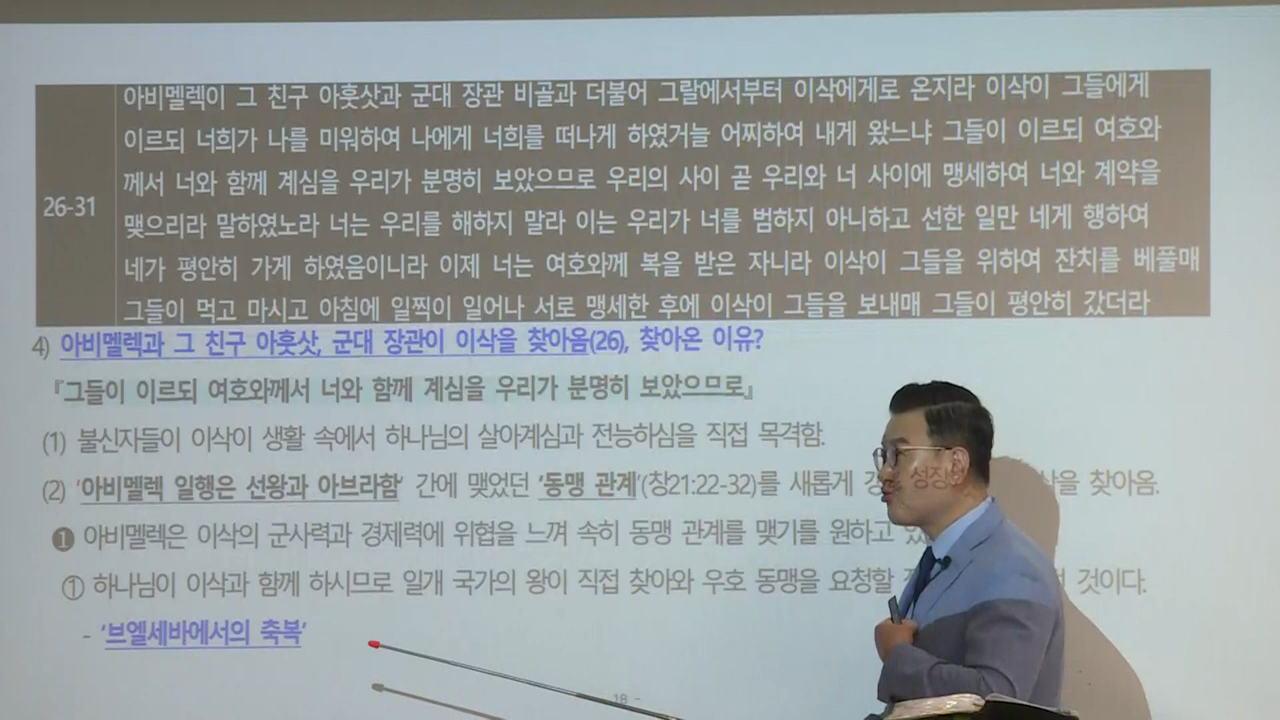 아비멜렉이 그 친구 아훗삿과 군대 장관 비골과 더불어 그랄에서부터 이삭에게로 온지라 이삭이 그들에게
이르되 너희가 나를 미워하여 나에게 너희를 떠나게 하였거늘 어찌하여 내게 왔느냐 그들이 이르되 여호와
26-31
께서 너와 함께 계심을 우리가 분명히 보았으므로 우리의 사이 곧 우리와 너 사이에 맹세하여 너와 계약을
맺으리라 말하였노라 너는 우리를 해하지 말라 이는 우리가 너를 범하지 아니하고 선한 일만 네게 행하여
네가 평안히 가게 하였음이니라 이제 너는 여호와께 복을 받은 자니라 이삭이 그들을 위하여 잔치를 베풀매
그들이 먹고 마시고 아침에 일찍이 일어나 서로 맹세한 후에 이삭이 그들을 보내매 그들이 평안히 갔더라
4) 아비멜렉과 그 친구 아훗삿, 군대 장관이 이삭을 찾아옴(26), 찾아온 이유?
『그들이 이르되 여호와께서 너와 함께 계심을 우리가 분명히 보았으므로』
(1) 불신자들이 이삭이 생활 속에서 하나님의 살아계심과 전능하심을 직접 목격함.
(2) '아비멜렉 일행은 선왕과 아브라함' 간에 맺었던 '동맹 관계'(창21:22-32)를 새롭게 성장 을 찾아옴.
❶ 아비멜렉은 이삭의 군사력과 경제력에 위협을 느껴 속히 동맹 관계를 맺기를 원하고
① 하나님이 이삭과 함께 하시므로 일개 국가의 왕이 직접 찾아와 우호 동맹을 요청할 것이다.
- '브엘세바에서의 축복'
18 -